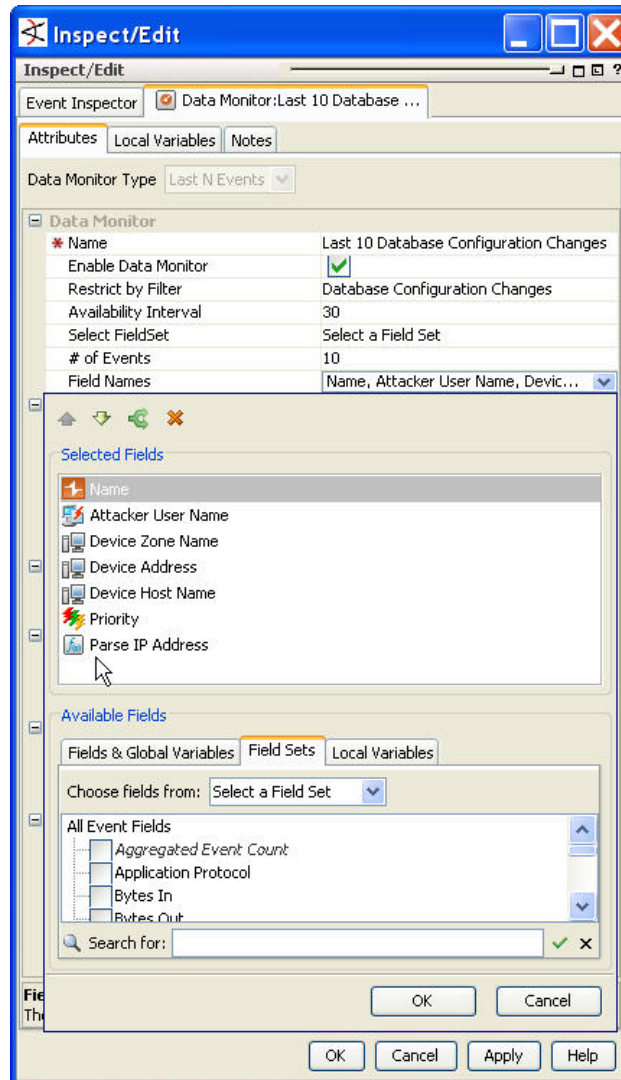 Inspect/Edit
Inspect/Edit ?
Event Inspector Data Monitor:Last 10 Database ...
Attributes Local Variables Notes
Data Monitor Type Last N Events
Data Monitor
* Name Last 10 Database Configuration Changes
Enable Data Monitor
Restrict by Filter Database Configuration Changes
Availability Interval 30
Select FieldSet Select a Field Set
# of Events 10
Field Names Name, Attacker User Name, Devic...
Selected Fields
Name
Attacker User Name
Device Zone Name
Device Address
Device Host Name
Priority
Parse IP Address
Available Fields
Fields & Global Variables Field Sets Local Variables
Choose fields from: Select a Field Set
All Event Fields
Aggregated Event Count
Application Protocol
Bytes In
Bytes Out
Search for:
Fie
The
OK Cancel
OK Cancel Apply Help